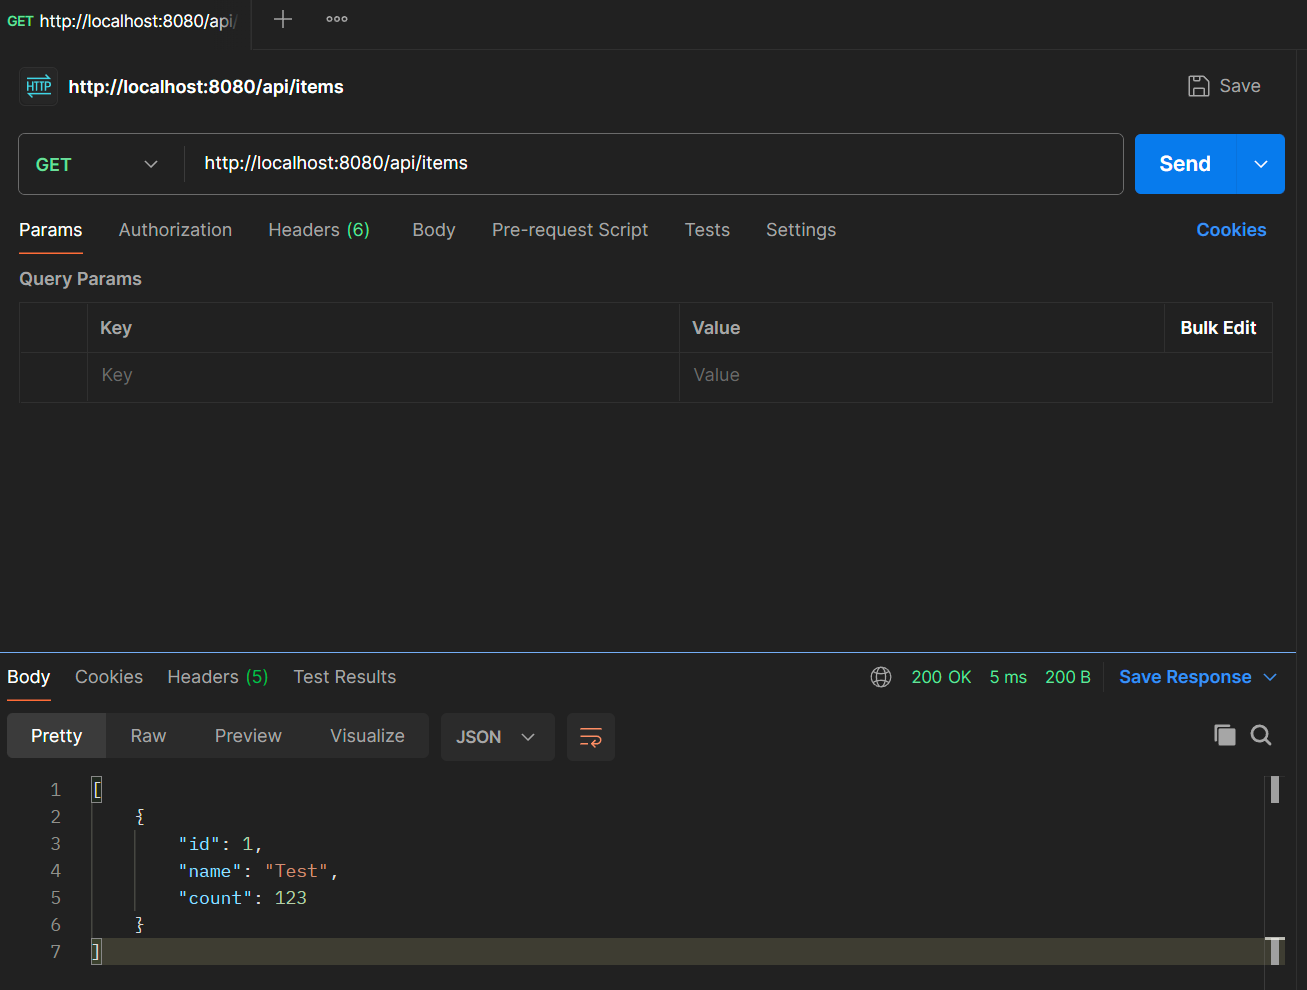 GET http://localhost:8080/api/
HTTP http://localhost:8080/api/items Save
GET http://localhost:8080/api/items Send
Params Authorization Headers (6) Body Pre-request Script Tests Settings Cookies
Query Params
Key Value Bulk Edit
Key Value
Body Cookies Headers (5) Test Results 200 OK 5 ms 200 B Save Response
Pretty Raw Preview Visualize JSON
1 [
2 {
3 "id": 1,
4 "name": "Test",
5 "count": 123
6 }
7 ]